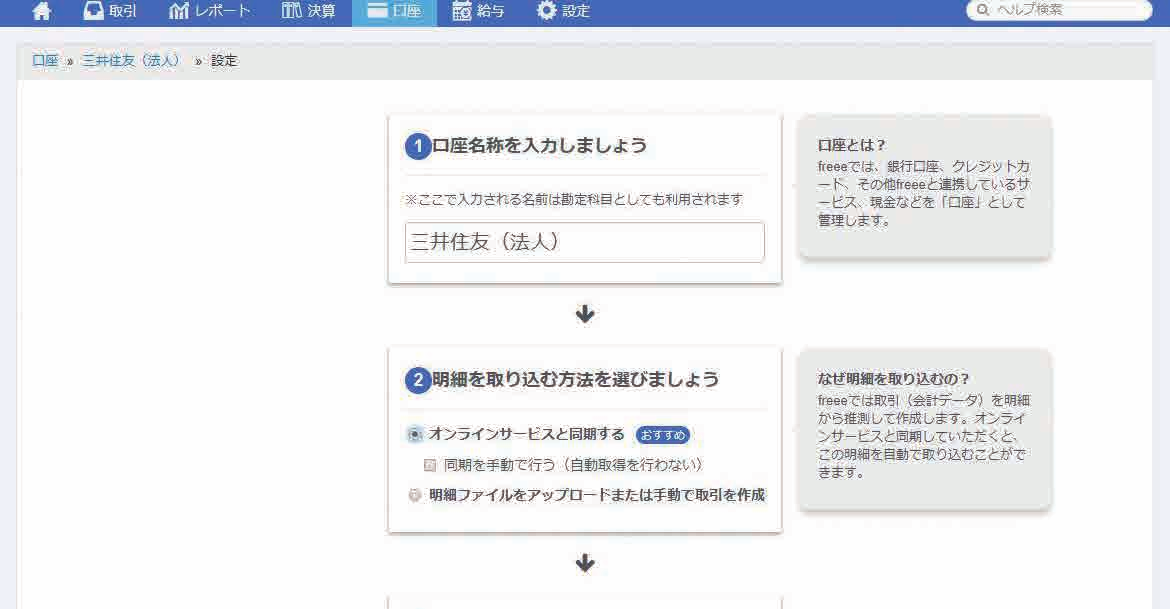 取引 レポート 決算 口座 給与 設定 ヘルプ検索
口座 » 三井住友（法人） » 設定
1 口座名称を入力しましょう
※ここで入力される名前は勘定科目としても利用されます
三井住友（法人）
口座とは？
freeeでは、銀行口座、クレジットカ
ード、その他freeeと連携しているサ
ービス、現金などを「口座」として
管理します。
2 明細を取り込む方法を選びましょう
オンラインサービスと同期する おすすめ
同期を手動で行う（自動取得を行わない）
明細ファイルをアップロードまたは手動で取引を作成
なぜ明細を取り込むの？
freeeでは取引（会計データ）を明細
から推測して作成します。オンライ
ンサービスと同期していただくと、
この明細を自動で取り込むことがで
きます。